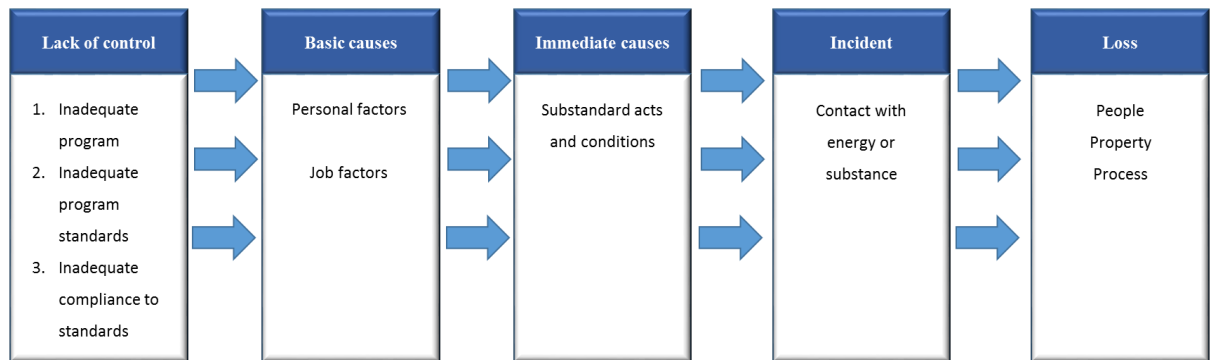 Lack of control
1. Inadequate
program
2. Inadequate
program
standards
3. Inadequate
compliance to
standards
Basic causes
Personal factors
Job factors
Immediate causes
Substandard acts
and conditions
Incident
Contact with
energy or
substance
Loss
People
Property
Process